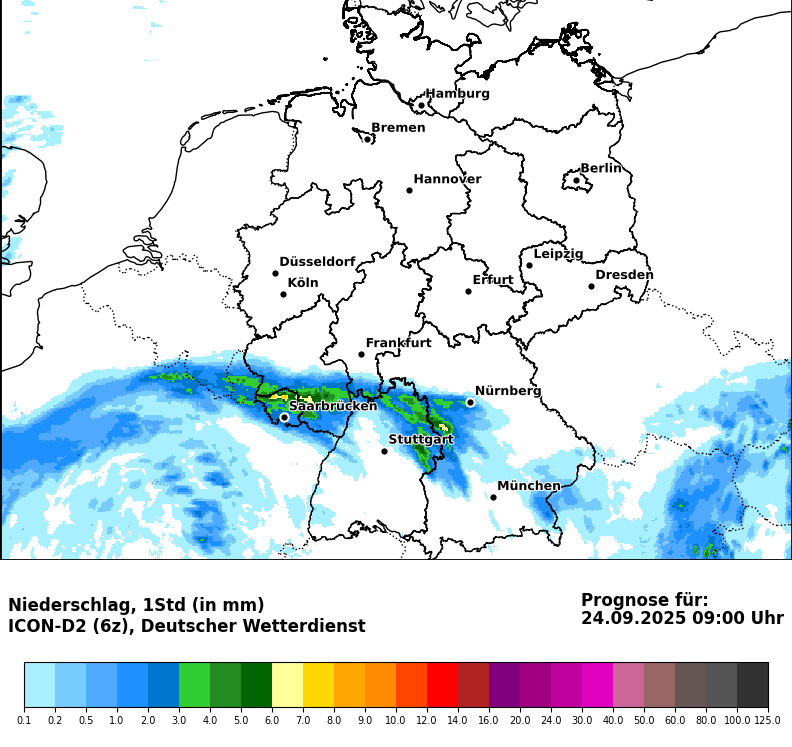 Hamburg
Bremen
Berlin
Hannover
Leipzig
Düsseldorf
Dresden
Köln
Erfurt
Frankfurt
Nürnberg
Saarbrücken
Stuttgart
München
Niederschlag, 1Std (in mm)
ICON-D2 (6z), Deutscher Wetterdienst
Prognose für:
24.09.2025 09:00 Uhr
0.1 0.2 0.5 1.0 2.0 3.0 4.0 5.0 6.0 7.0 8.0 9.0 10.0 12.0 14.0 16.0 20.0 24.0 30.0 40.0 50.0 60.0 80.0 100.0 125.0